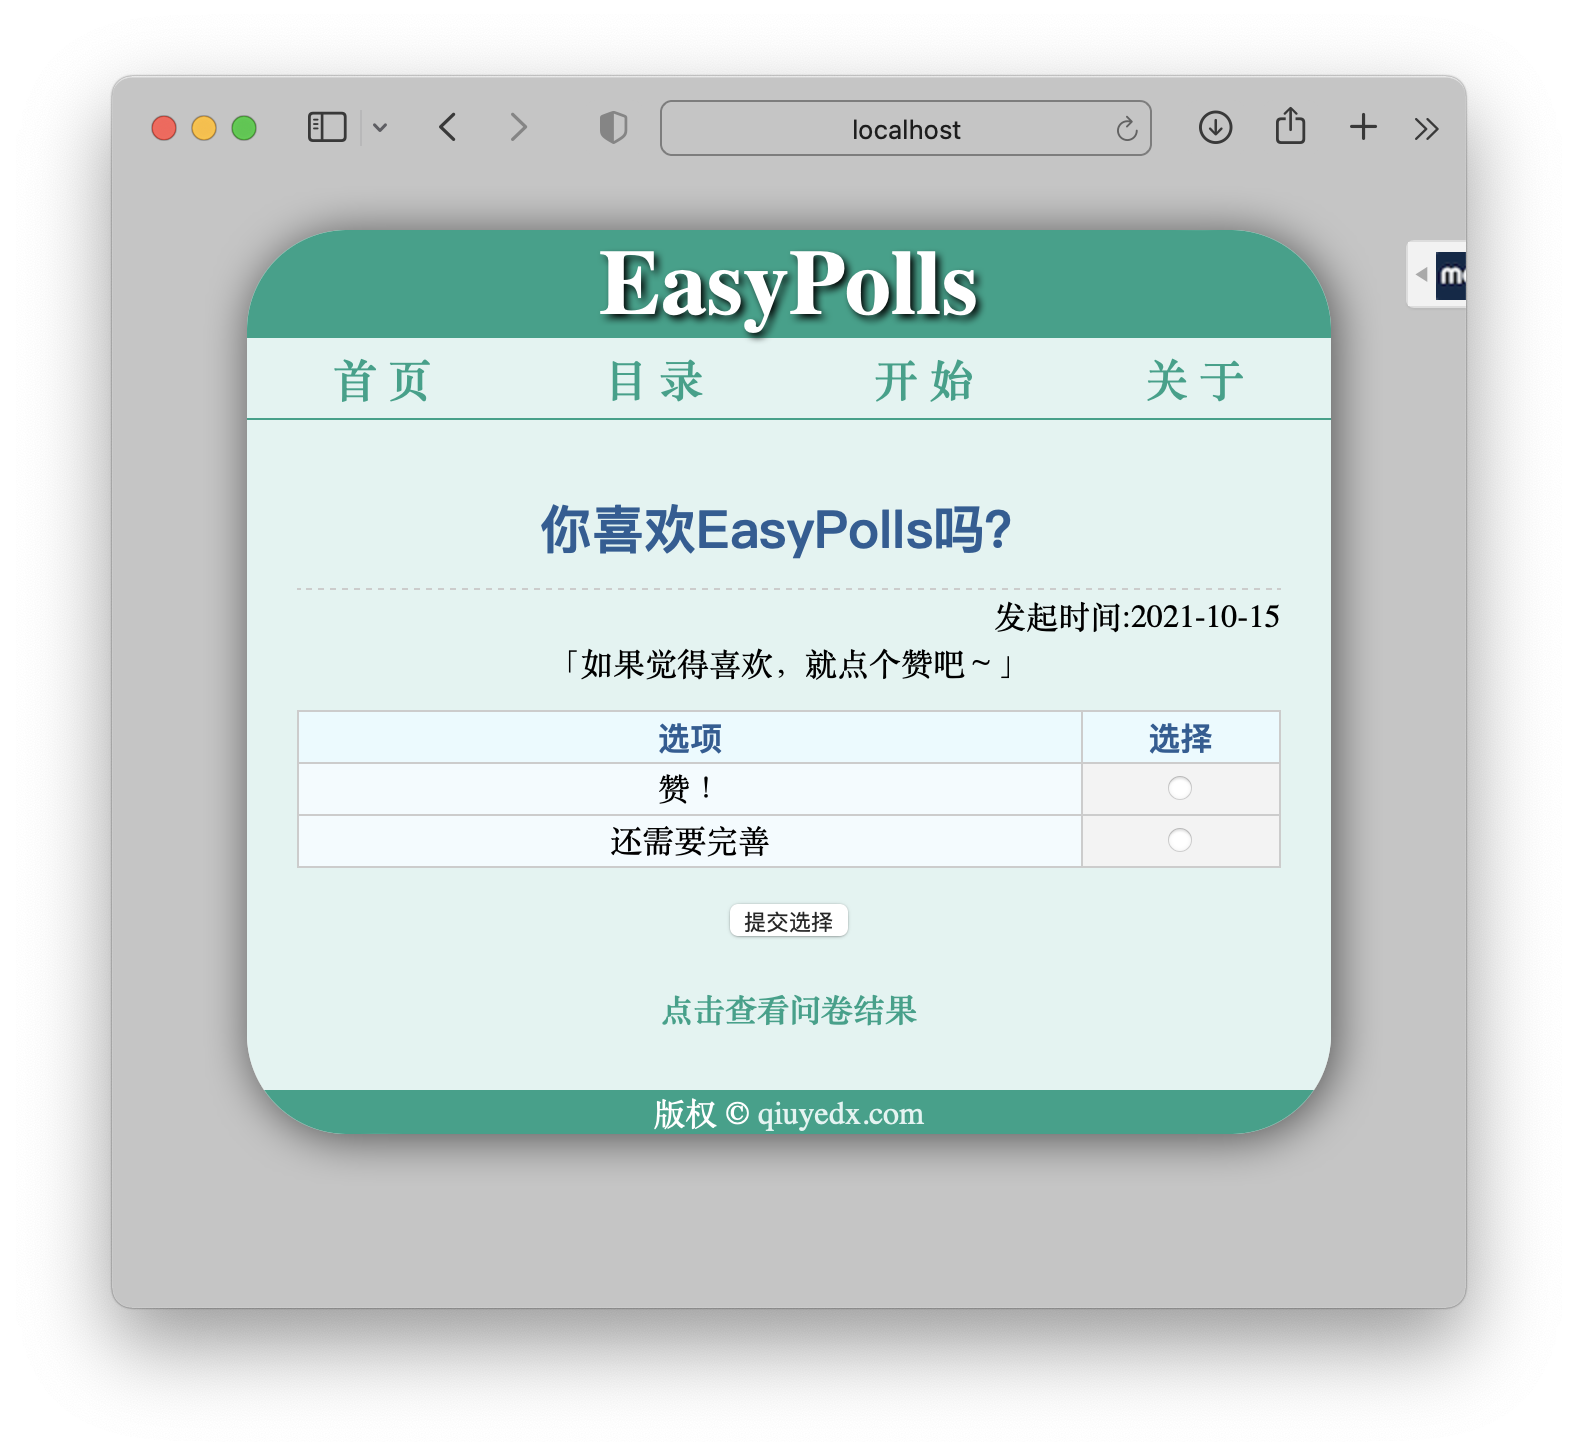 localhost
EasyPolls
首页 目录 开始 关于
你喜欢EasyPolls吗?
发起时间:2021-10-15
「如果觉得喜欢，就点个赞吧～」
选项 选择
赞！
还需要完善
提交选择
点击查看问卷结果
版权 © qiuyedx.com